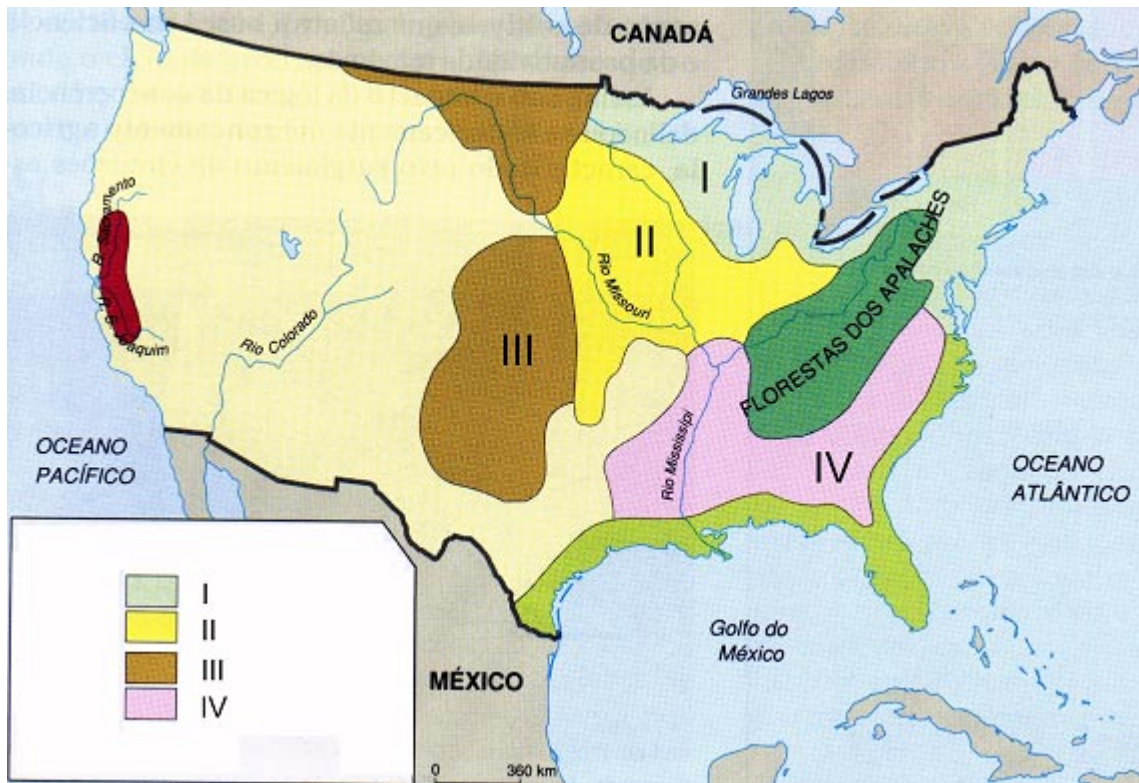 CANADÁ
Grandes Lagos
I
II
III
IV
FLORESTAS DOS APALACHES
Rio Missouri
Rio Mississípi
Rio Colorado
OCEANO
PACÍFICO
OCEANO
ATLÂNTICO
Golfo do
México
MÉXICO
I
II
III
IV
0 360 km